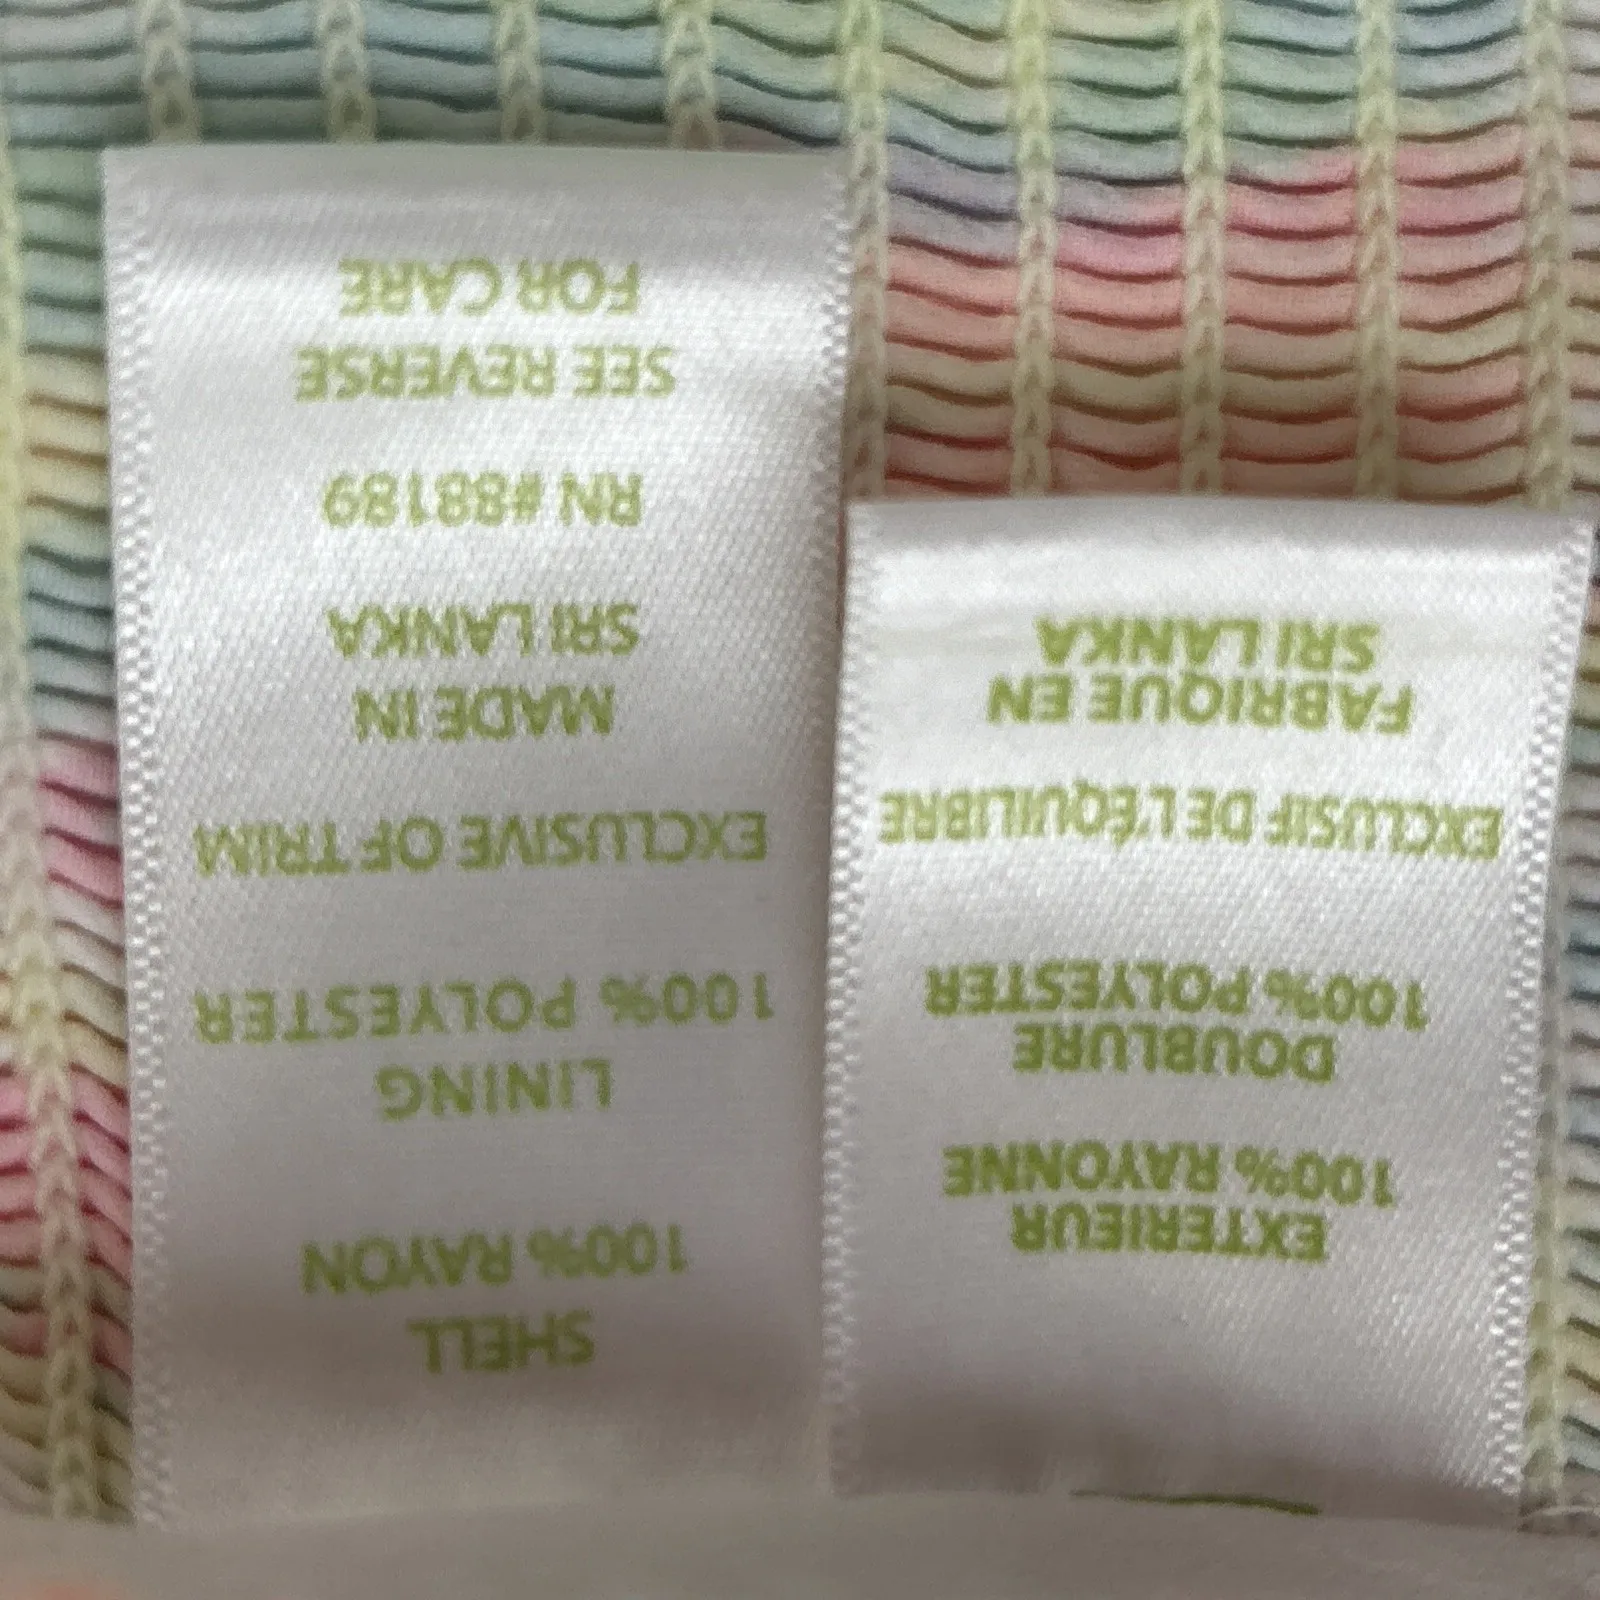 SHELL
100% RAYON
LINING
100% POLYESTER
EXCLUSIVE OF TRIM
MADE IN
SRI LANKA
RN #88189
SEE REVERSE
FOR CARE
EXTERIEUR
100% RAYONNE
DOUBLURE
100% POLYESTER
EXCLUSIF DE L'ÉQUILIBRE
FABRIQUE EN
SRI LANKA